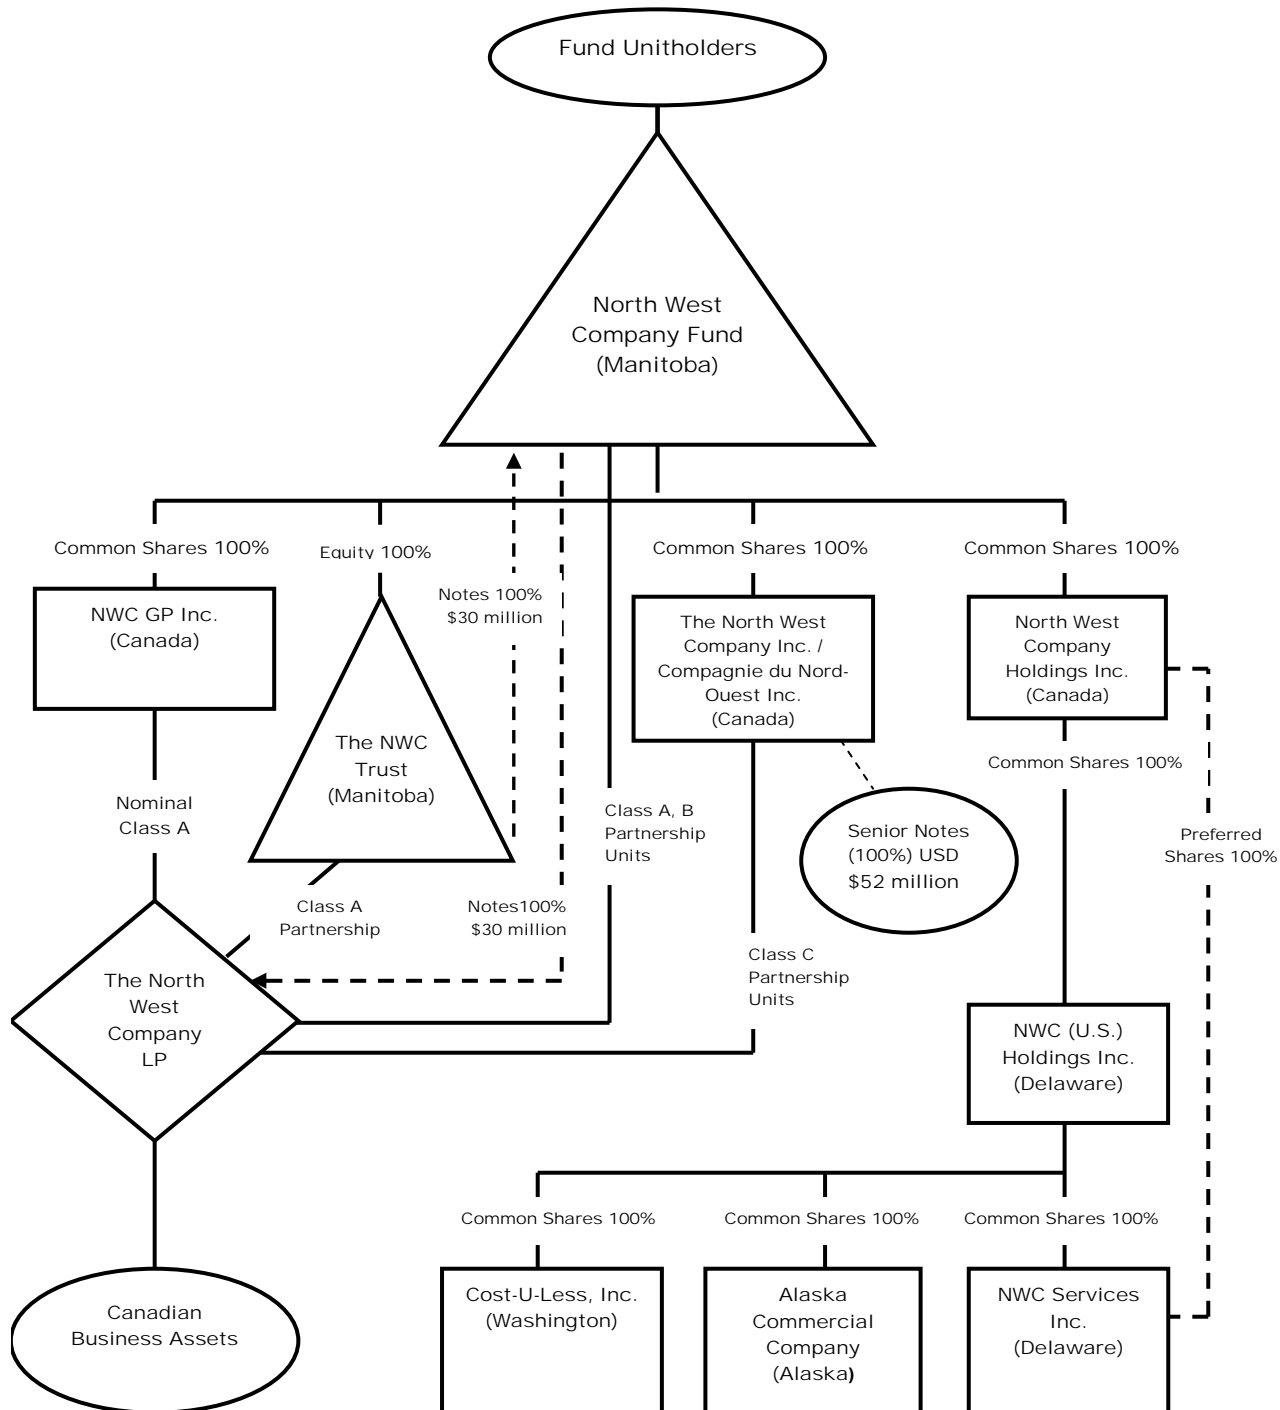 Fund Unitholders
North West
Company Fund
(Manitoba)
Common Shares 100%
Equity 100%
Common Shares 100%
Common Shares 100%
Notes 100%
$30 million
NWC GP Inc.
(Canada)
The North West
Company Inc. /
Compagnie du Nord-
Ouest Inc.
(Canada)
North West
Company
Holdings Inc.
(Canada)
The NWC
Trust
(Manitoba)
Common Shares 100%
Nominal
Class A
Class A, B
Partnership
Units
Senior Notes
(100%) USD
$52 million
Preferred
Shares 100%
Class A
Partnership
Notes100%
$30 million
Class C
Partnership
Units
The North
West
Company
LP
NWC (U.S.)
Holdings Inc.
(Delaware)
Common Shares 100%
Common Shares 100%
Common Shares 100%
Canadian
Business Assets
Cost-U-Less, Inc.
(Washington)
Alaska
Commercial
Company
(Alaska)
NWC Services
Inc.
(Delaware)